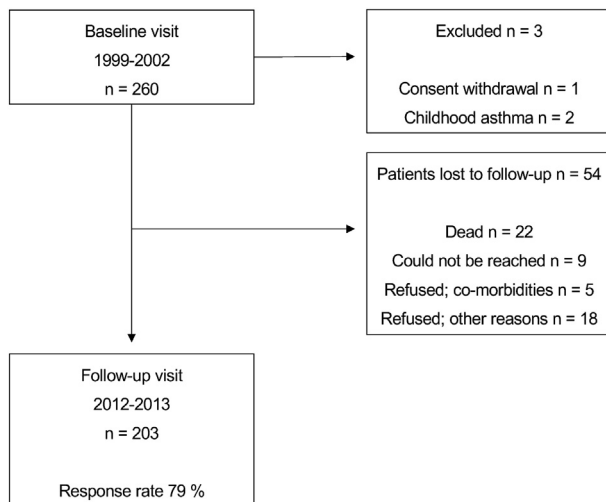 Baseline visit
1999-2002
n = 260
Excluded n = 3
Consent withdrawal n = 1
Childhood asthma n = 2
Patients lost to follow-up n = 54
Dead n = 22
Could not be reached n = 9
Refused; co-morbidities n = 5
Refused; other reasons n = 18
Follow-up visit
2012-2013
n = 203
Response rate 79 %